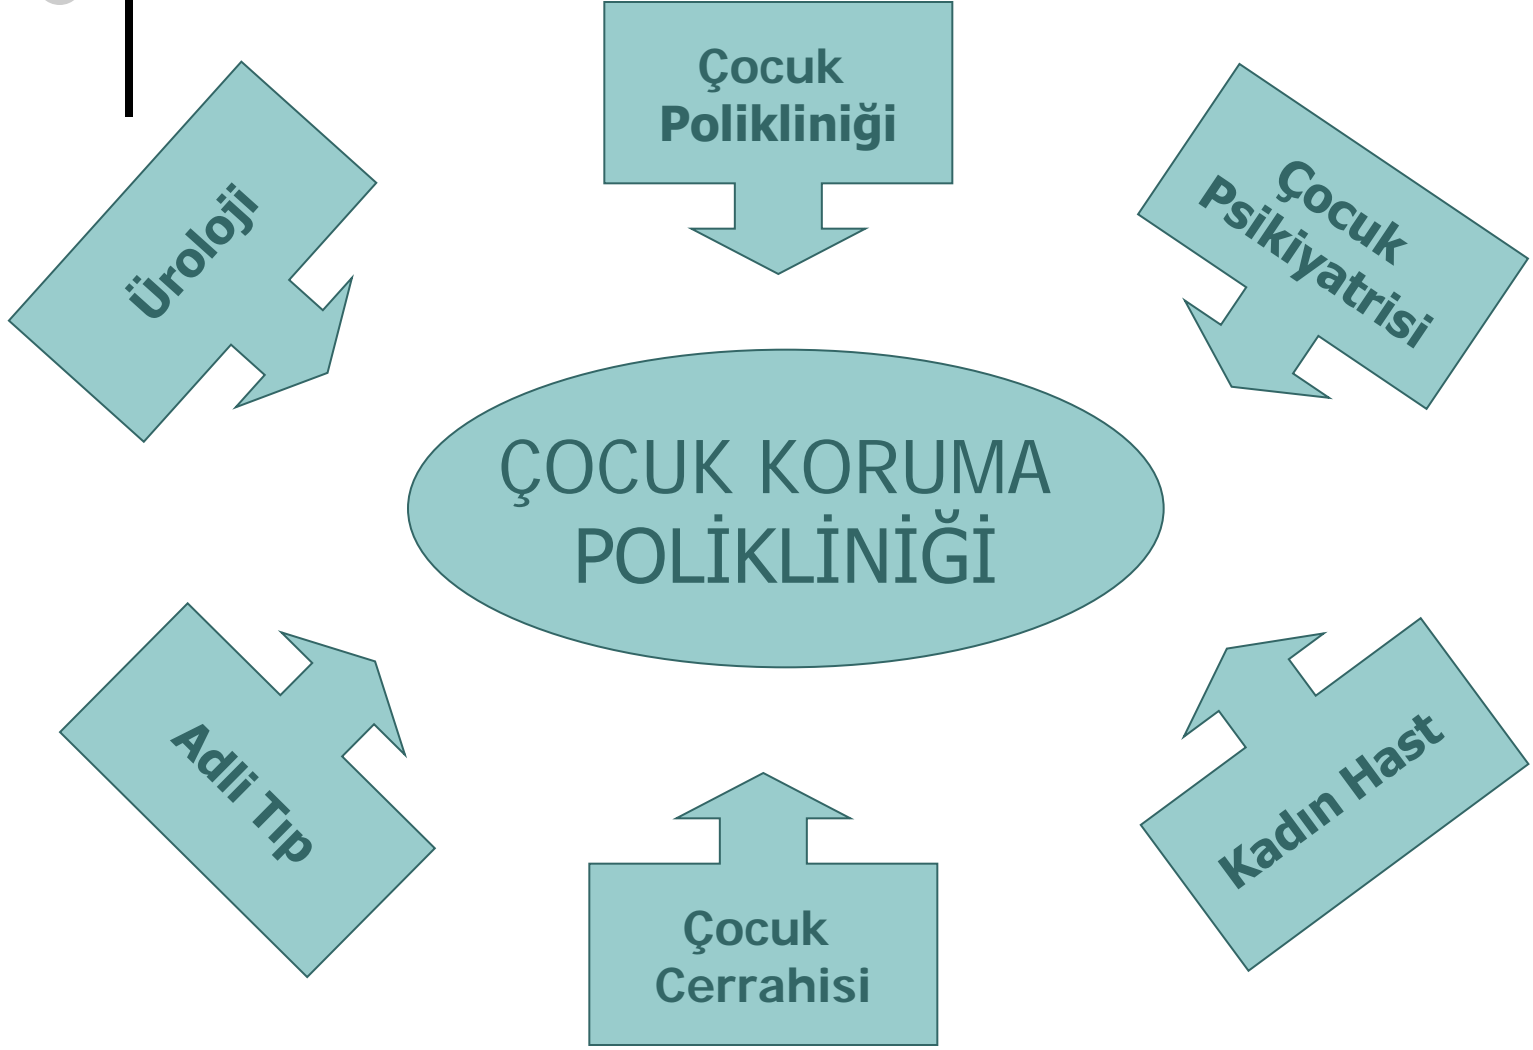 Çocuk
Polikliniği
Üroloji
Çocuk
Psikiyatrisi
ÇOCUK KORUMA
POLİKLİNİĞİ
Adli Tıp
Kadın Hast
Çocuk
Cerrahisi